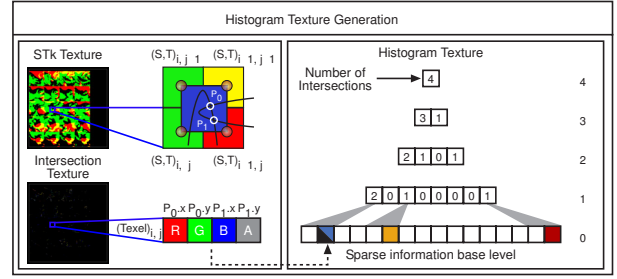 Histogram Texture Generation
STk Texture
(S,T)i, j 1
(S,T)i 1, j 1
P0
P1
(S,T)i, j
(S,T)i 1, j
Intersection
Texture
P0.x P0.y P1.x P1.y
(Texel)i, j
R G B A
Histogram Texture
Number of
Intersections
4
4
3 1
3
2 1 0 1
2
2 0 1 0 0 0 0 1
1
0
Sparse information base level